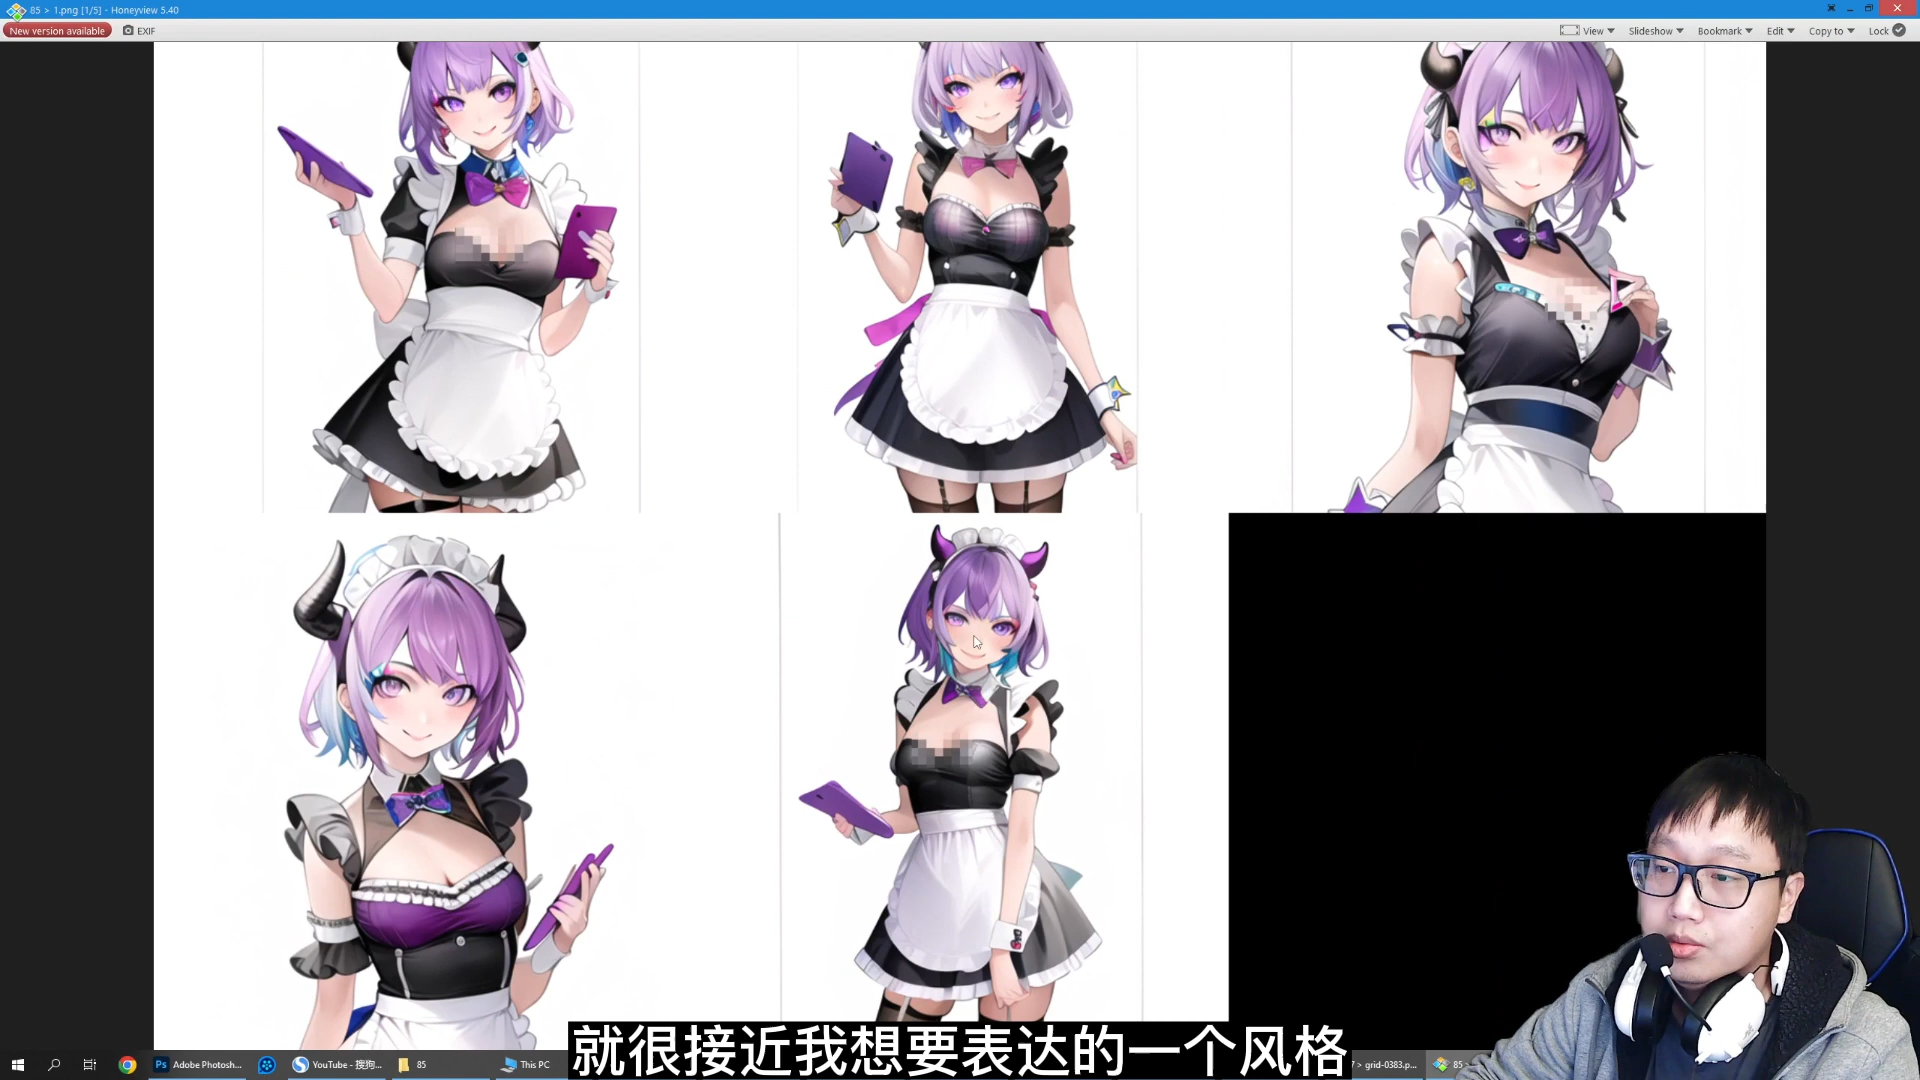 85 > 1.png [1/5] - Honeyview 5.40
New version available
EXIF
View
Slideshow
Bookmark
Edit
Copy to
Lock
就很接近我想要表达的一个风格
Ps
Adobe Photosh...
YouTube - 搜狗...
85
This PC
> grid-0383.p...
85 >